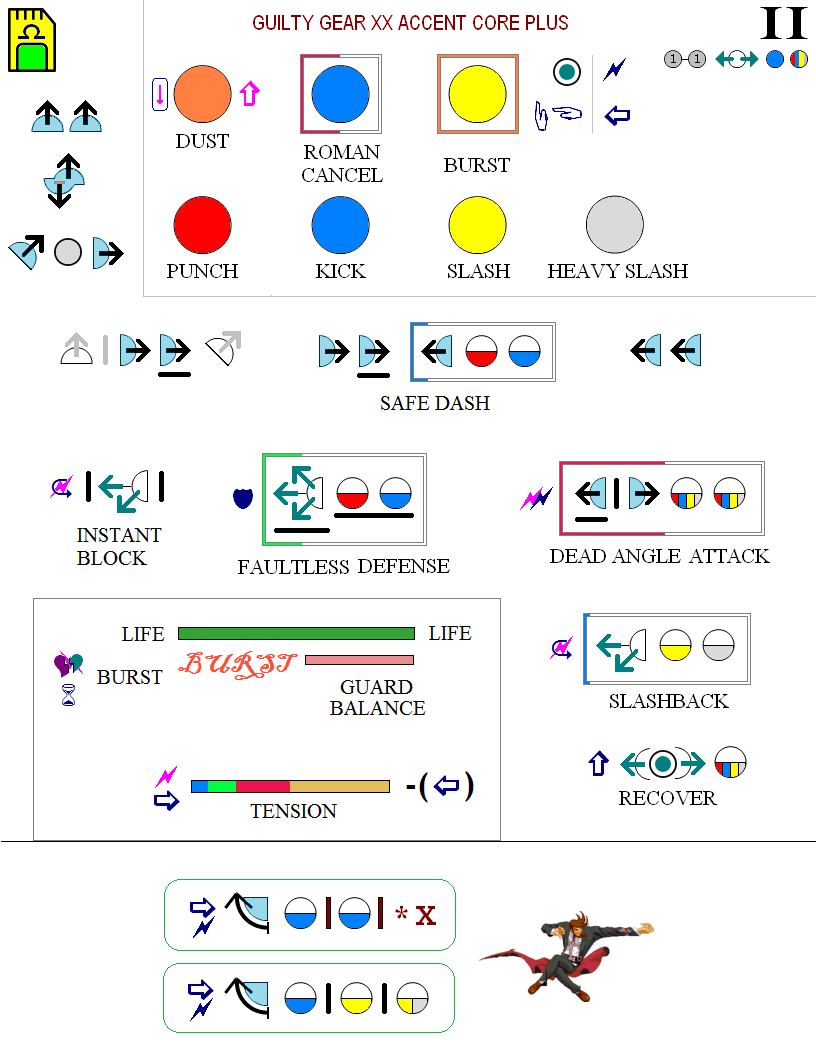 GUILTY GEAR XX ACCENT CORE PLUS
II
Ω
1 1
DUST
ROMAN
CANCEL
BURST
PUNCH
KICK
SLASH
HEAVY SLASH
SAFE DASH
INSTANT
BLOCK
FAULTLESS DEFENSE
DEAD ANGLE ATTACK
LIFE
LIFE
BURST
BURST
GUARD
BALANCE
SLASHBACK
TENSION
-( )
RECOVER
* X